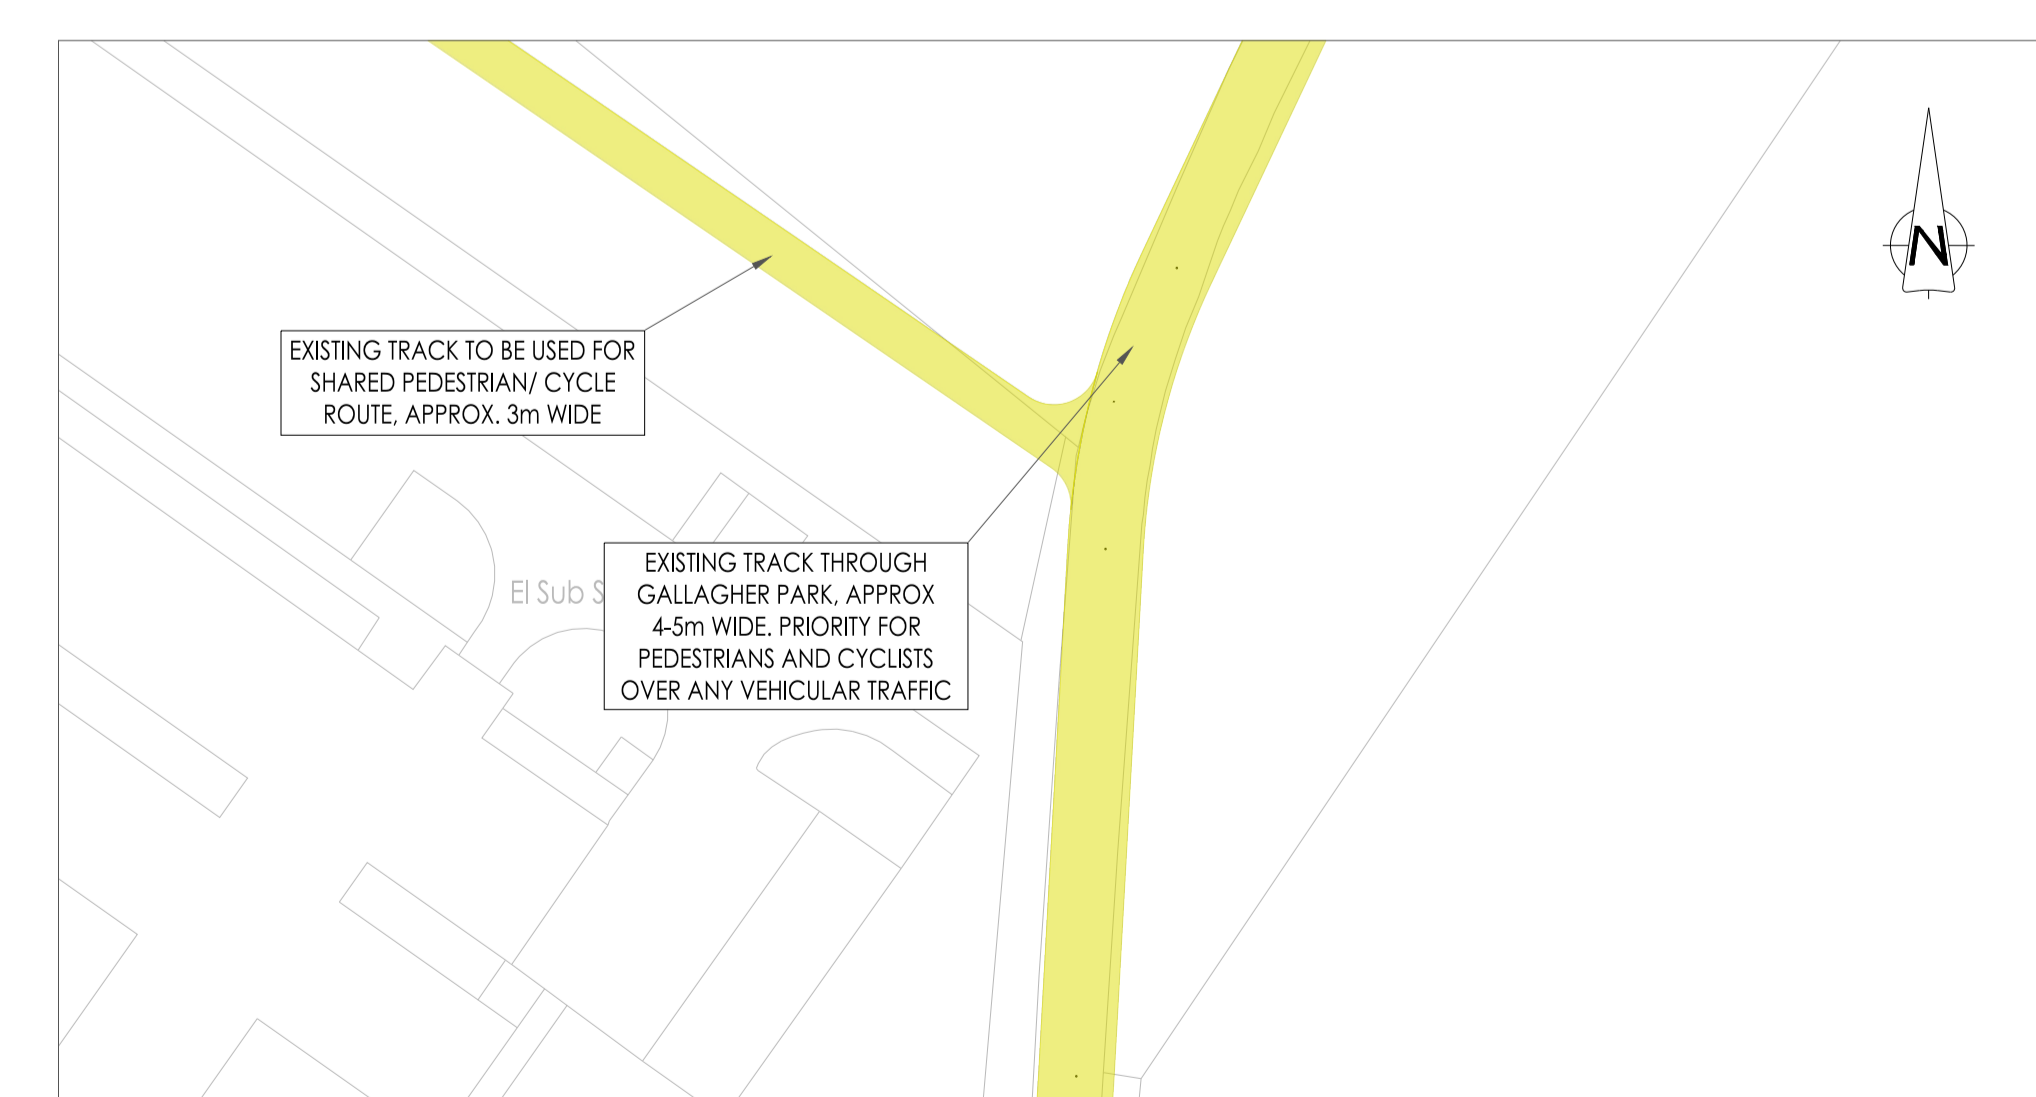 EXISTING TRACK TO BE USED FOR
SHARED PEDESTRIAN/ CYCLE
ROUTE, APPROX. 3m WIDE
N
El Sub S
EXISTING TRACK THROUGH
GALLAGHER PARK, APPROX
4-5m WIDE. PRIORITY FOR
PEDESTRIANS AND CYCLISTS
OVER ANY VEHICULAR TRAFFIC